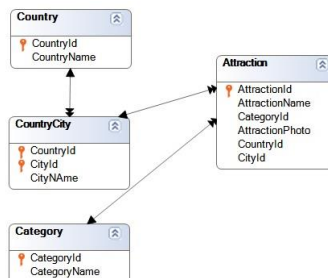 Country
CountryId
CountryName
Attraction
AttractionId
AttractionName
CategoryId
AttractionPhoto
CountryId
CityId
CountryCity
CountryId
CityId
CityNAme
Category
CategoryId
CategoryName